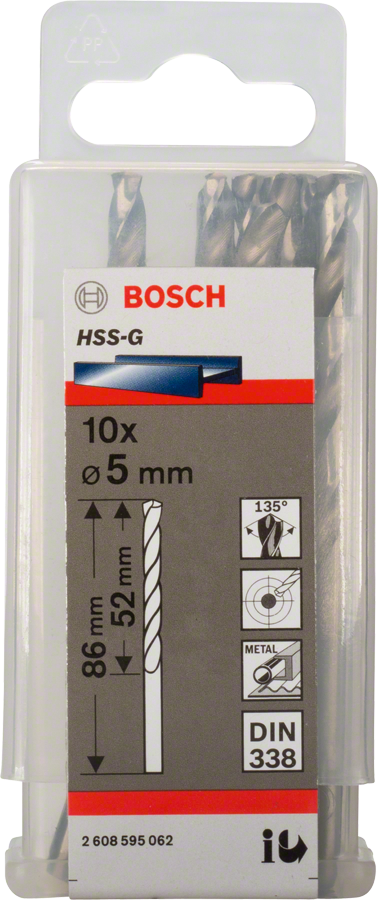 PP
BOSCH
HSS-G
10x
ø 5 mm
135°
52 mm
86 mm
METAL
DIN
338
2 608 595 062
i